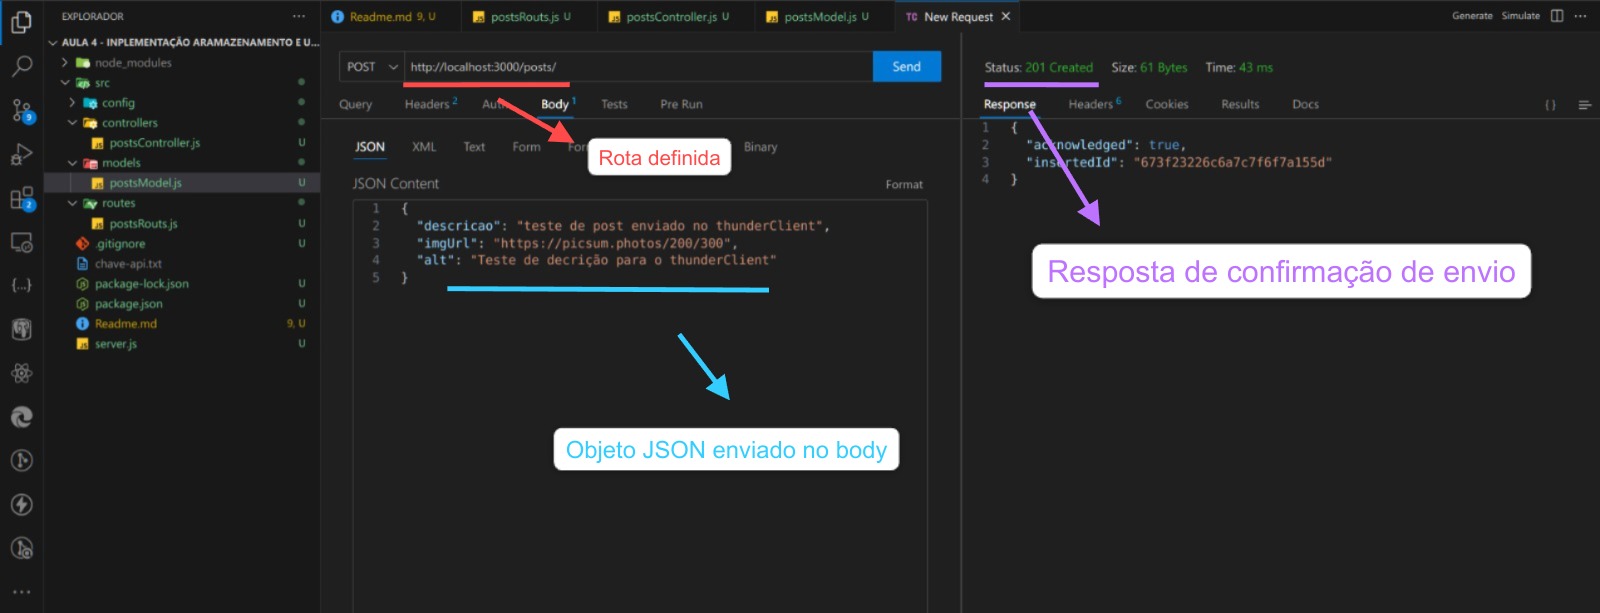 EXPLORADOR ...
AULA 4 - INPLEMENTAÇÃO ARAMAZENAMENTO E U...
node_modules
src
config
controllers
postsController.js U
models
postsModel.js U
routes
postsRouts.js U
.gitignore U
chave-api.txt
package-lock.json U
package.json U
Readme.md 9, U
server.js U
9
2
Readme.md 9, U
postsRouts.js U
postsController.js U
postsModel.js U
TC New Request
Generate Simulate
POST http://localhost:3000/posts/ Send
Query Headers 2 Body 1 Tests Pre Run
Rota definida
JSON XML Text Form Binary
JSON Content Format
1 {
2 "descricao": "teste de post enviado no thunderClient",
3 "imgUrl": "https://picsum.photos/200/300",
4 "alt": "Teste de decrição para o thunderClient"
5 }
Objeto JSON enviado no body
Status: 201 Created Size: 61 Bytes Time: 43 ms
Response Headers 6 Cookies Results Docs {}
1 {
2 "acknowledged": true,
3 "insertedId": "673f23226c6a7c7f6f7a155d"
4 }
Resposta de confirmação de envio